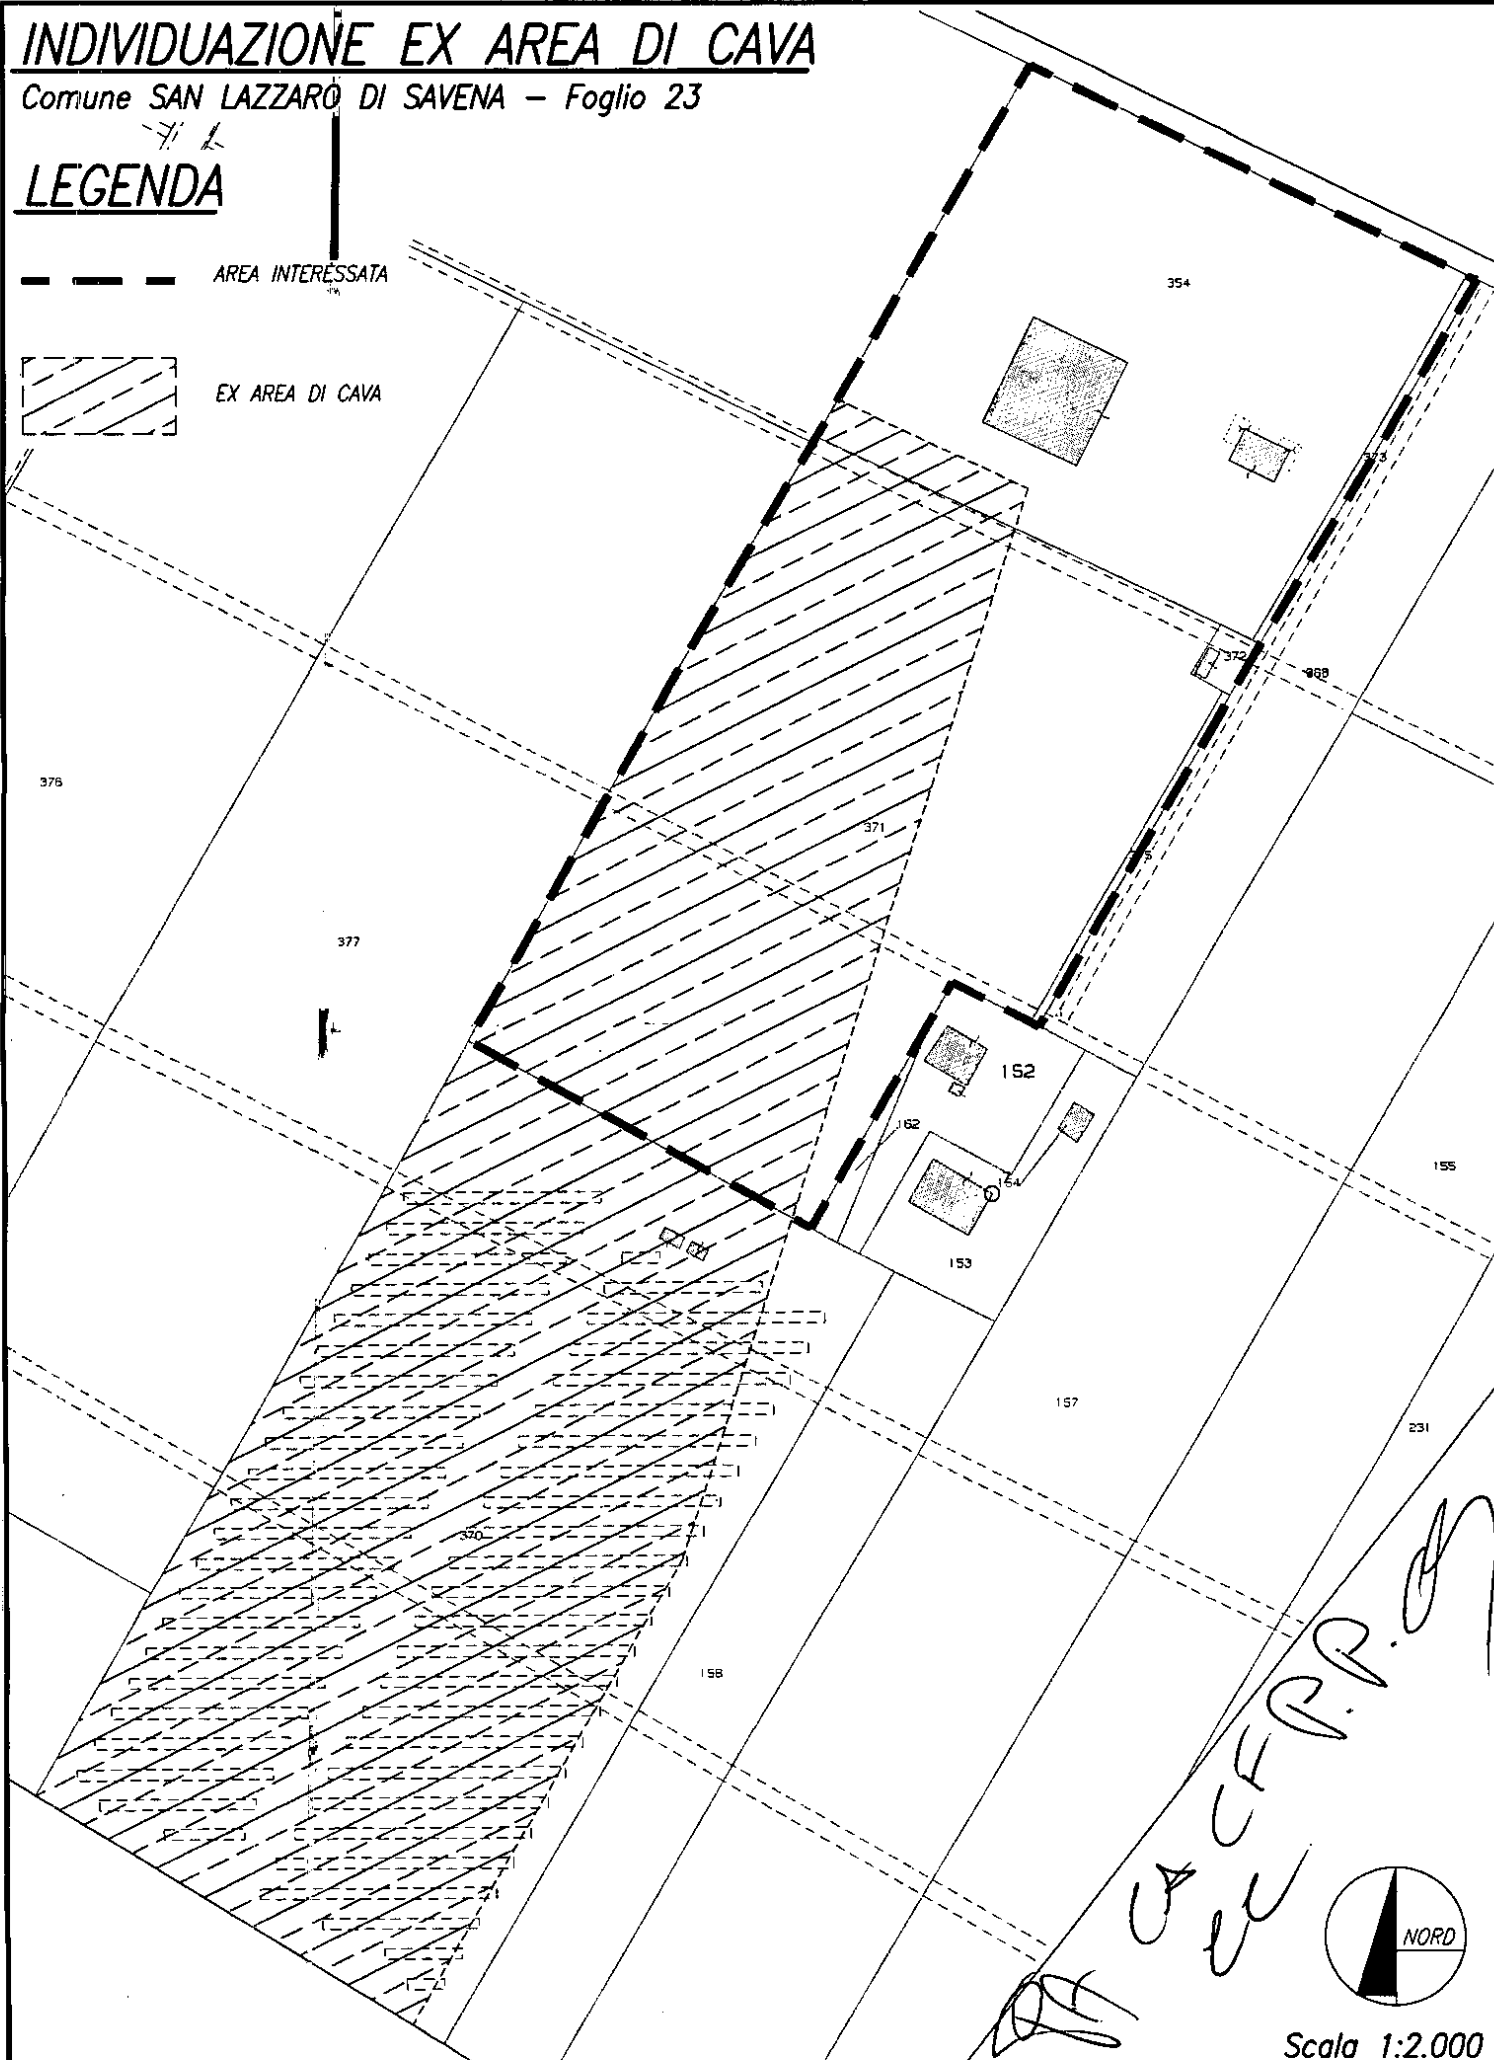 INDIVIDUAZIONE EX AREA DI CAVA
Comune SAN LAZZARO DI SAVENA – Foglio 23
LEGENDA
AREA INTERESSATA
EX AREA DI CAVA
354
373
372
369
376
371
377
152
162
155
164
153
157
231
370
158
NORD
Scala 1:2.000